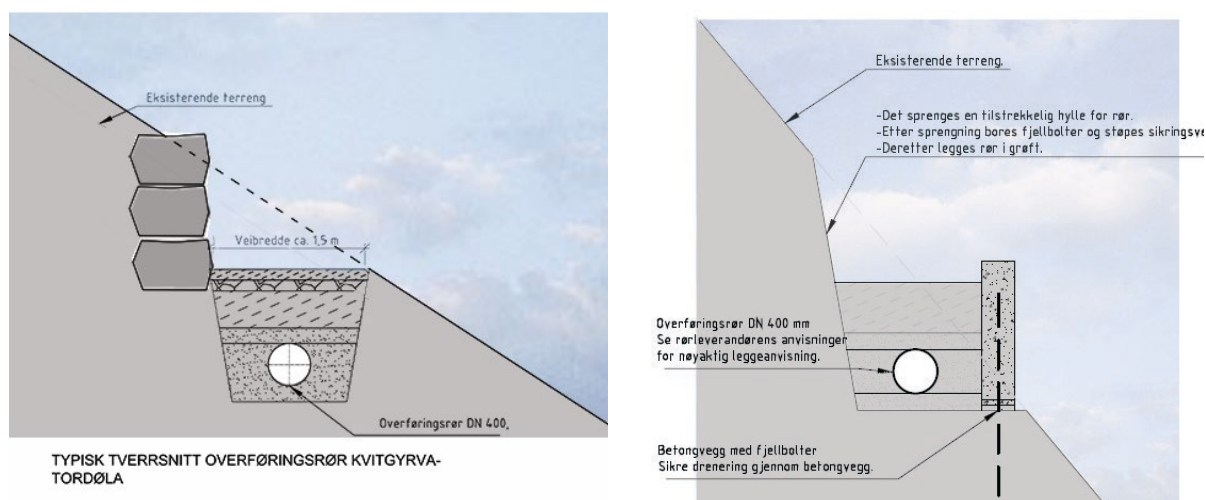 Eksisterende terreng
Veibredde ca. 1,5 m
Overføringsrør DN 400,
TYPISK TVERRSNITT OVERFØRINGSRØR KVITGYRVA-
TORDØLA
Eksisterende terreng.
-Det sprenges en tilstrekkelig hylle for rør.
-Etter sprengning bores fjellbolter og støpes sikringsve
-Deretter legges rør i grøft.
Overføringsrør DN 400 mm
Se rørleverandørens anvisninger
for nøyaktig leggeanvisning.
Betongvegg med fjellbolter
Sikre drenering gjennom betongvegg.